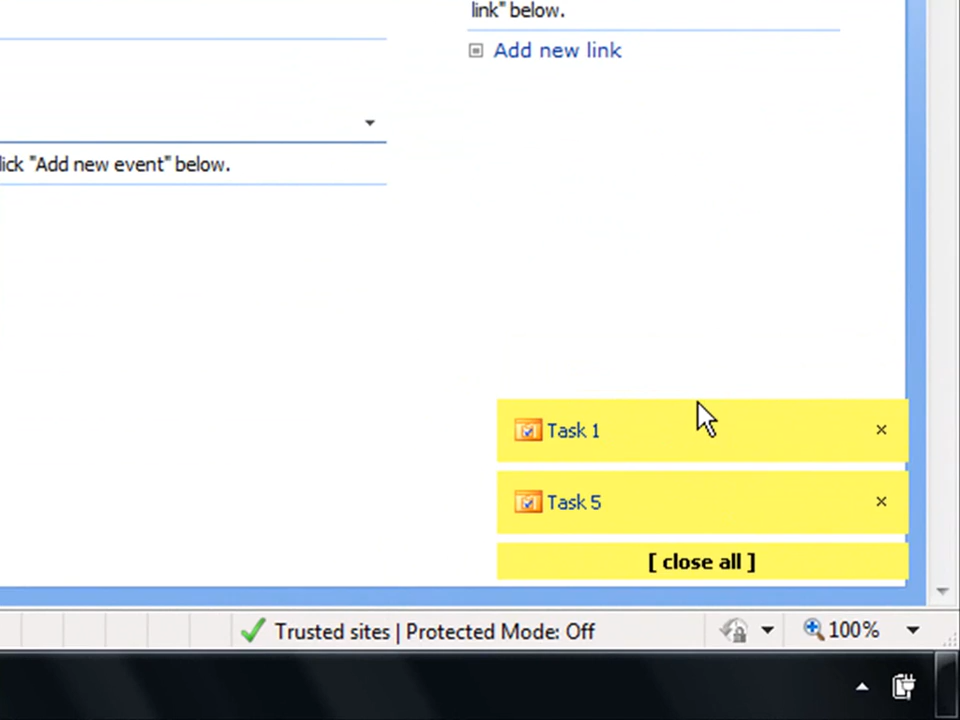 link" below.
Add new link
lick "Add new event" below.
Task 1 ×
Task 5 ×
[ close all ]
Trusted sites | Protected Mode: Off
100%